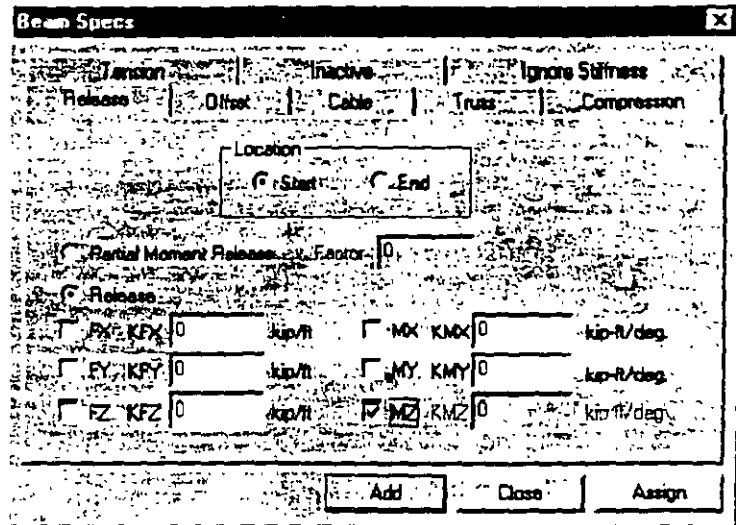 Beam Specs
Tension Inactive Ignore Stiffness
Release Offset Cable Truss Compression
Location
Start End
Partial Moment Release Factor 0
Release
FX KFX 0 kip/ft MX KMX 0 kip-ft/deg
FY KFY 0 kip/ft MY KMY 0 kip-ft/deg
FZ KFZ 0 kip/ft MZ KMZ 0 kip-ft/deg
Add Close Assign